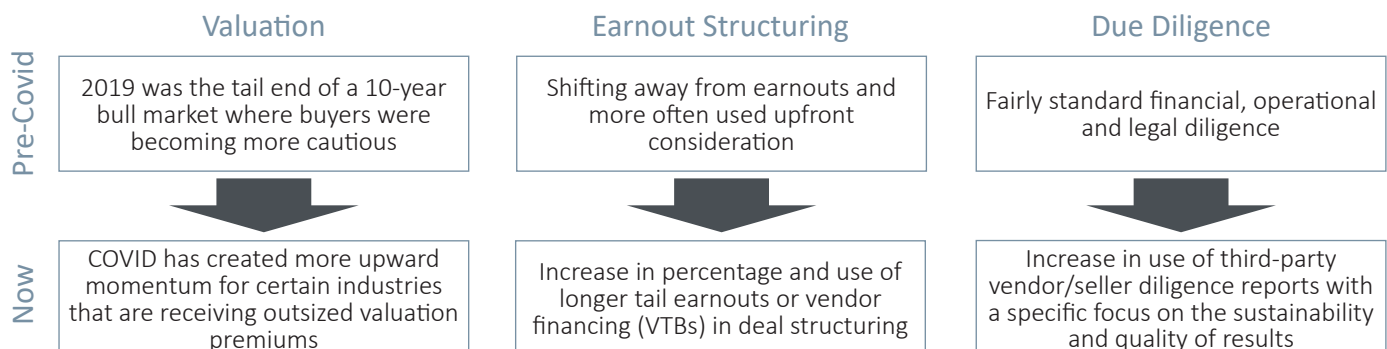 Valuation
Earnout Structuring
Due Diligence
Pre-Covid
2019 was the tail end of a 10-year
bull market where buyers were
becoming more cautious
Shifting away from earnouts and
more often used upfront
consideration
Fairly standard financial, operational
and legal diligence
Now
COVID has created more upward
momentum for certain industries
that are receiving outsized valuation
premiums
Increase in percentage and use of
longer tail earnouts or vendor
financing (VTBs) in deal structuring
Increase in use of third-party
vendor/seller diligence reports with
a specific focus on the sustainability
and quality of results